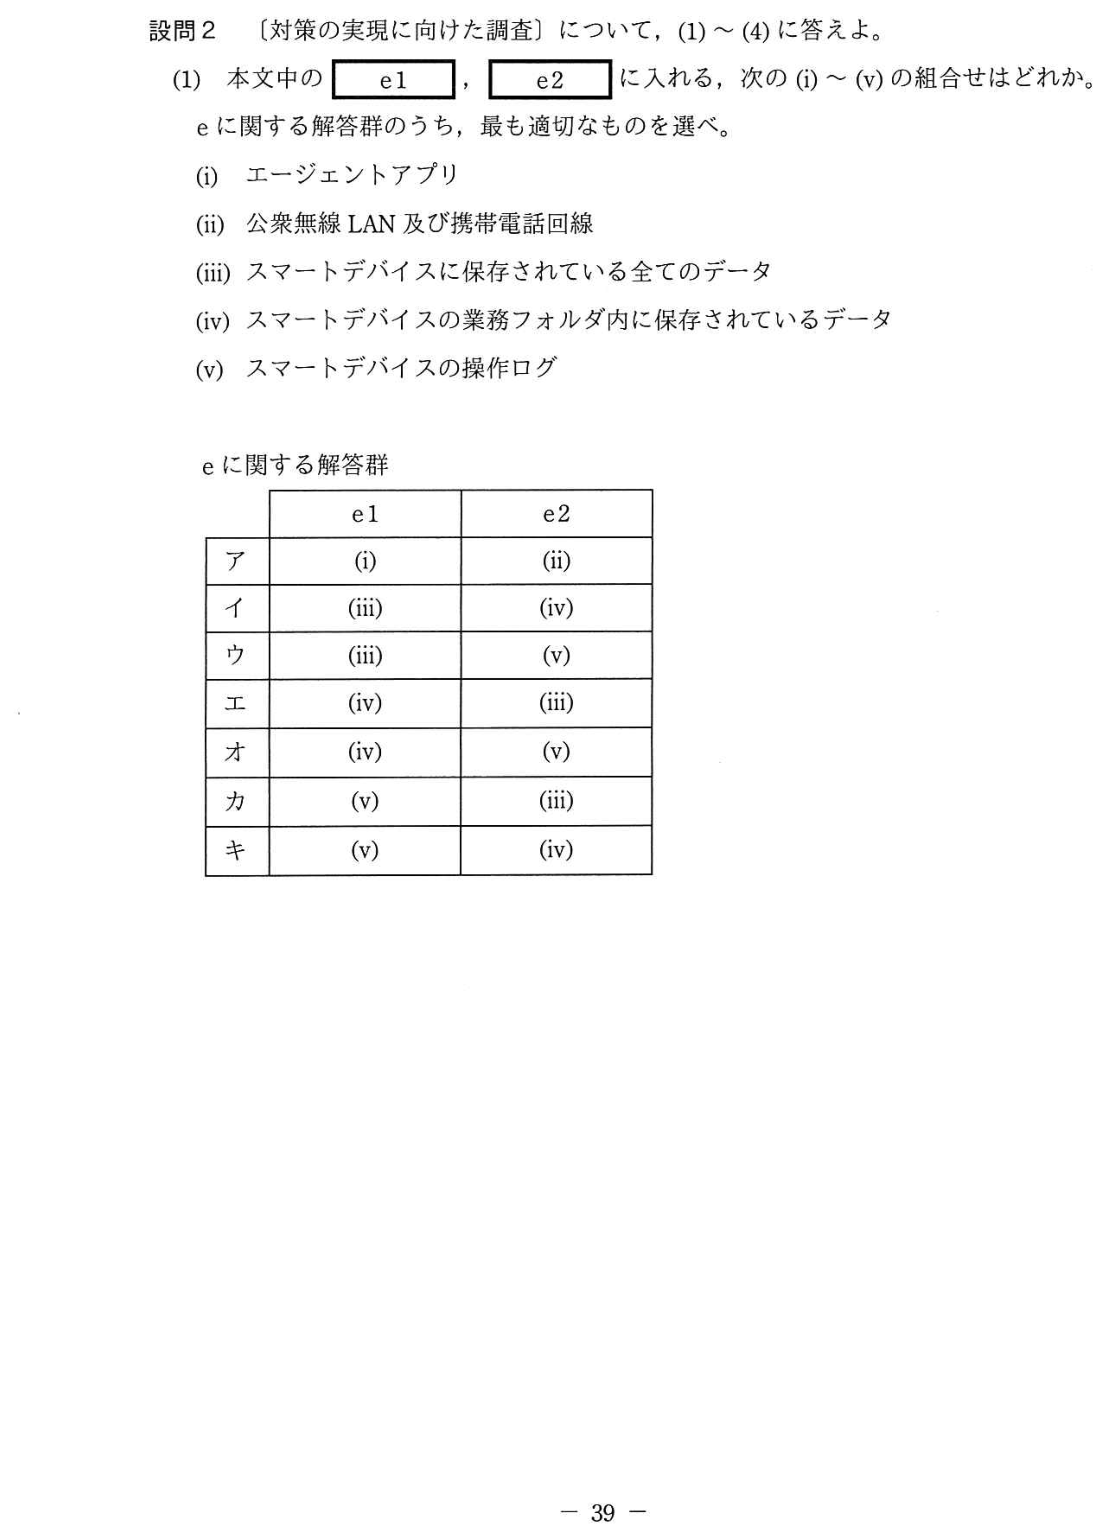 設問2 〔対策の実現に向けた調査〕について，(1)～(4)に答えよ。
(1) 本文中の e1 ， e2 に入れる，次の(i)～(v)の組合せはどれか。
eに関する解答群のうち，最も適切なものを選べ。
(i) エージェントアプリ
(ii) 公衆無線LAN及び携帯電話回線
(iii) スマートデバイスに保存されている全てのデータ
(iv) スマートデバイスの業務フォルダ内に保存されているデータ
(v) スマートデバイスの操作ログ
eに関する解答群
e1 e2
ア (i) (ii)
イ (iii) (iv)
ウ (iii) (v)
エ (iv) (iii)
オ (iv) (v)
カ (v) (iii)
キ (v) (iv)
－ 39 －